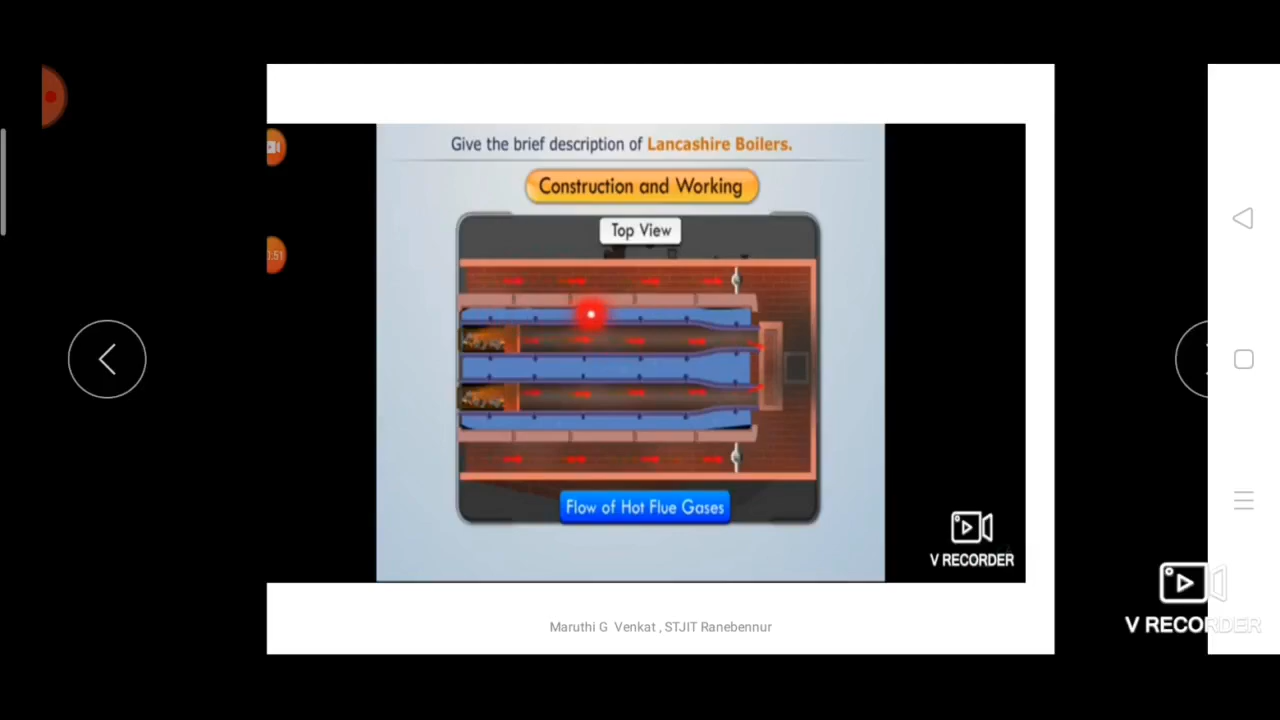 Give the brief description of Lancashire Boilers.
Construction and Working
Top View
Flow of Hot Flue Gases
V RECORDER
Maruthi G Venkat , STJIT Ranebennur
V RECORDER